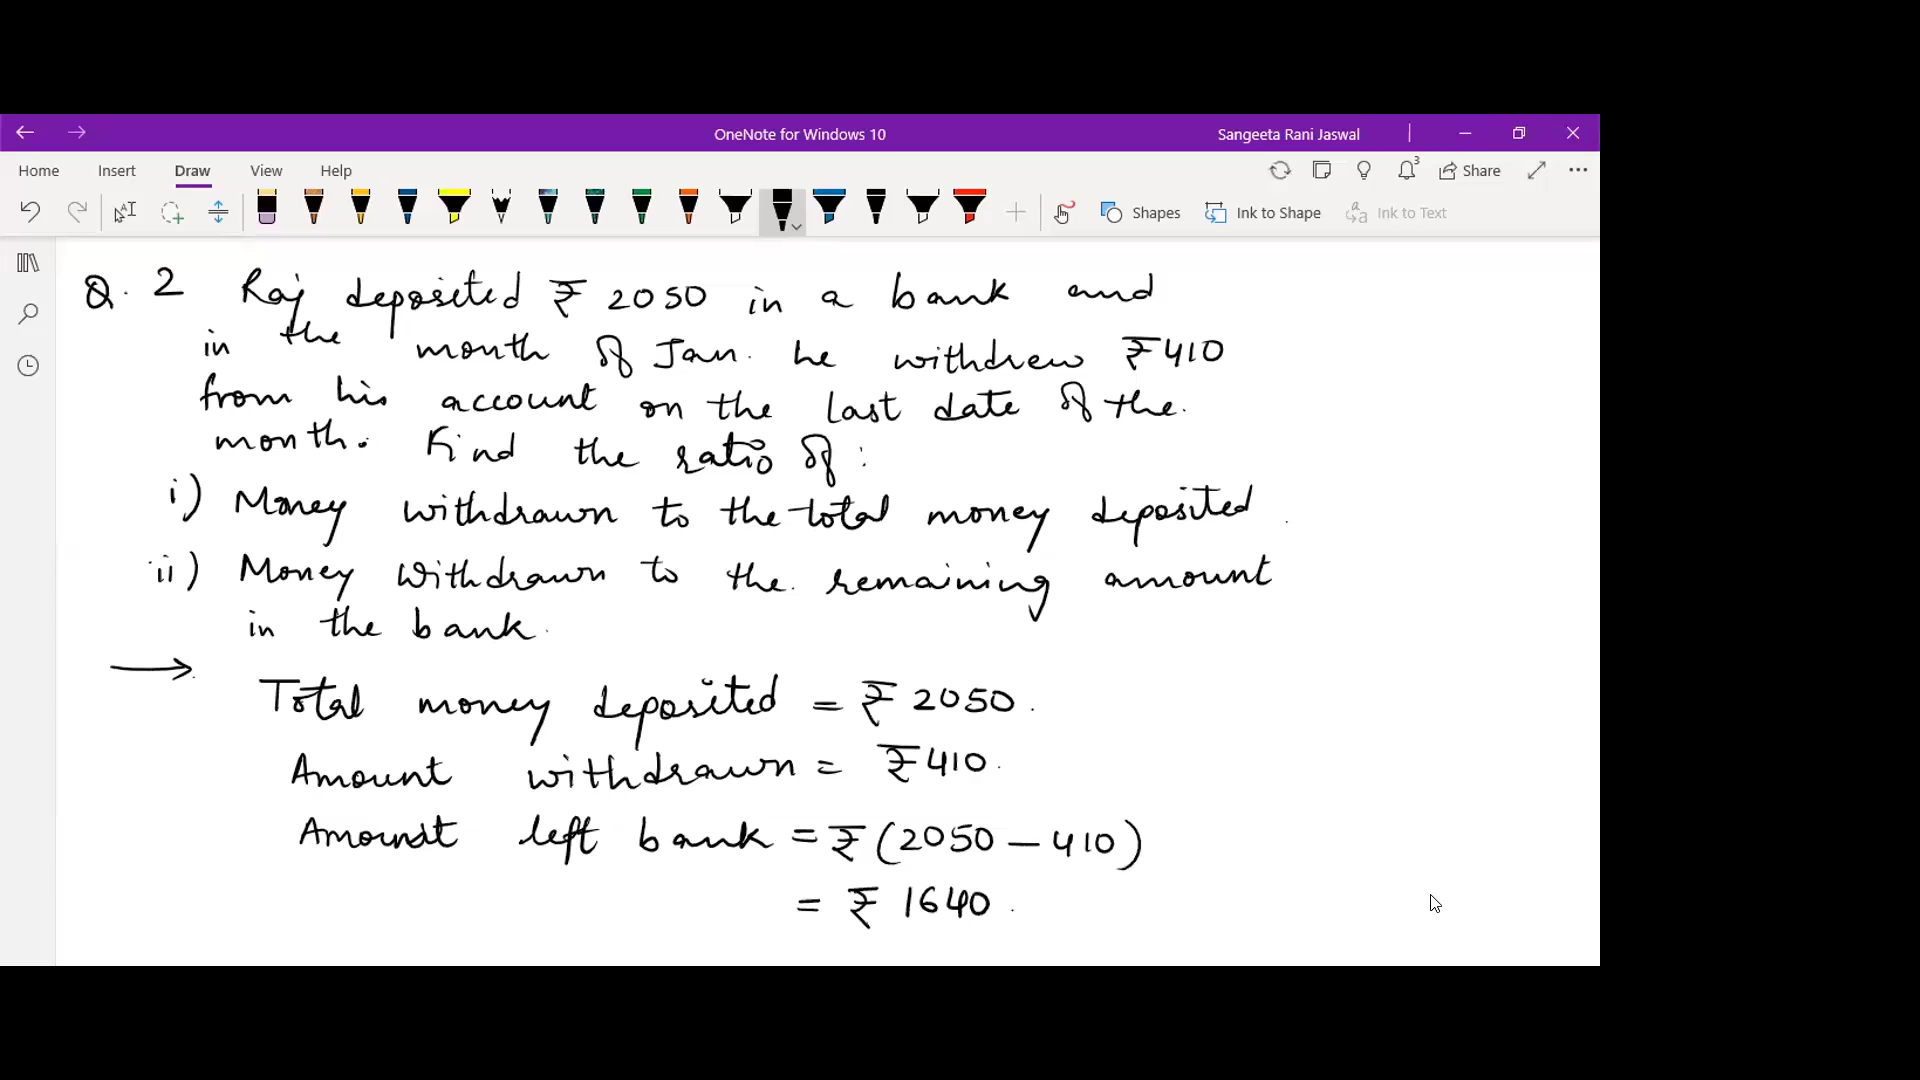 OneNote for Windows 10
Sangeeta Rani Jaswal
Home Insert Draw View Help
3
Share
Shapes Ink to Shape Ink to Text
Q. 2 Raj deposited ₹ 2050 in a bank and
in the month of Jan. he withdrew ₹410
from his account on the last date of the.
month. Find the ratio of :
i) Money withdrawn to the total money deposited.
ii) Money Withdrawn to the. remaining amount
in the bank.
→
Total money deposited = ₹ 2050.
Amount withdrawn = ₹410.
Amount left bank = ₹ (2050 – 410)
= ₹ 1640.